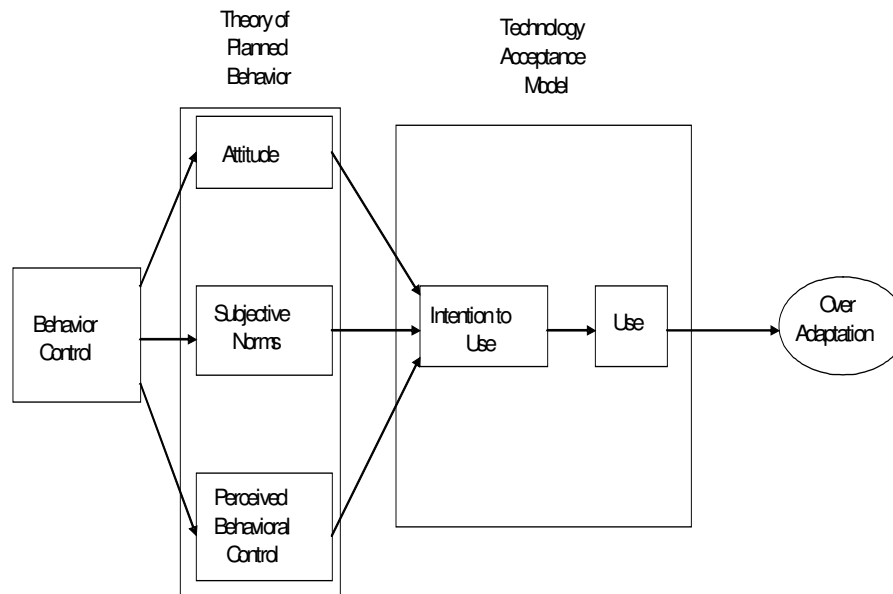 Theory of
Planned
Behavior
Technology
Acceptance
Model
Attitude
Behavior
Control
Subjective
Norms
Intention to
Use
Use
Over
Adaptation
Perceived
Behavioral
Control